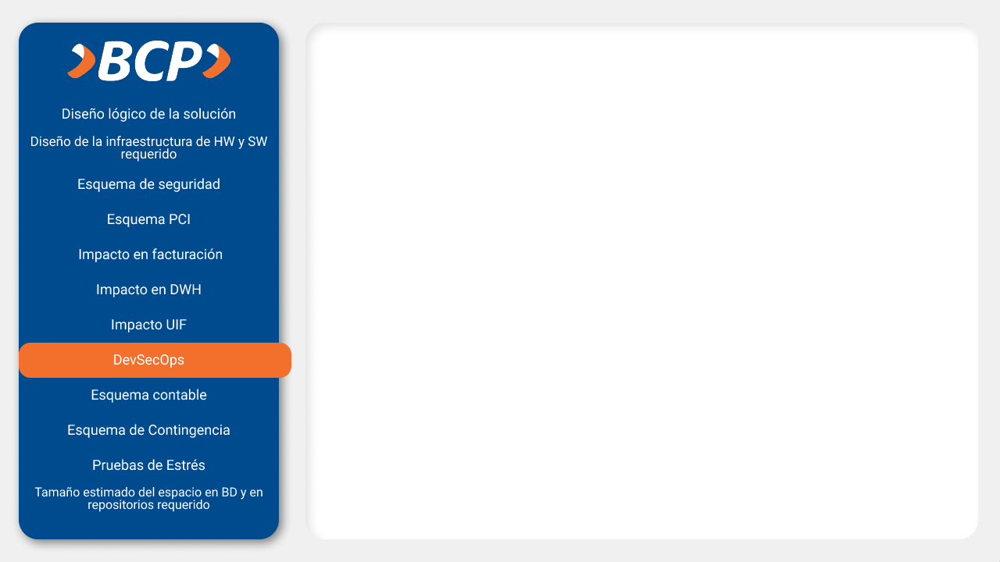 BCP
Diseño lógico de la solución
Diseño de la infraestructura de HW y SW
requerido
Esquema de seguridad
Esquema PCI
Impacto en facturación
Impacto en DWH
Impacto UIF
DevSecOps
Esquema contable
Esquema de Contingencia
Pruebas de Estrés
Tamaño estimado del espacio en BD y en
repositorios requerido